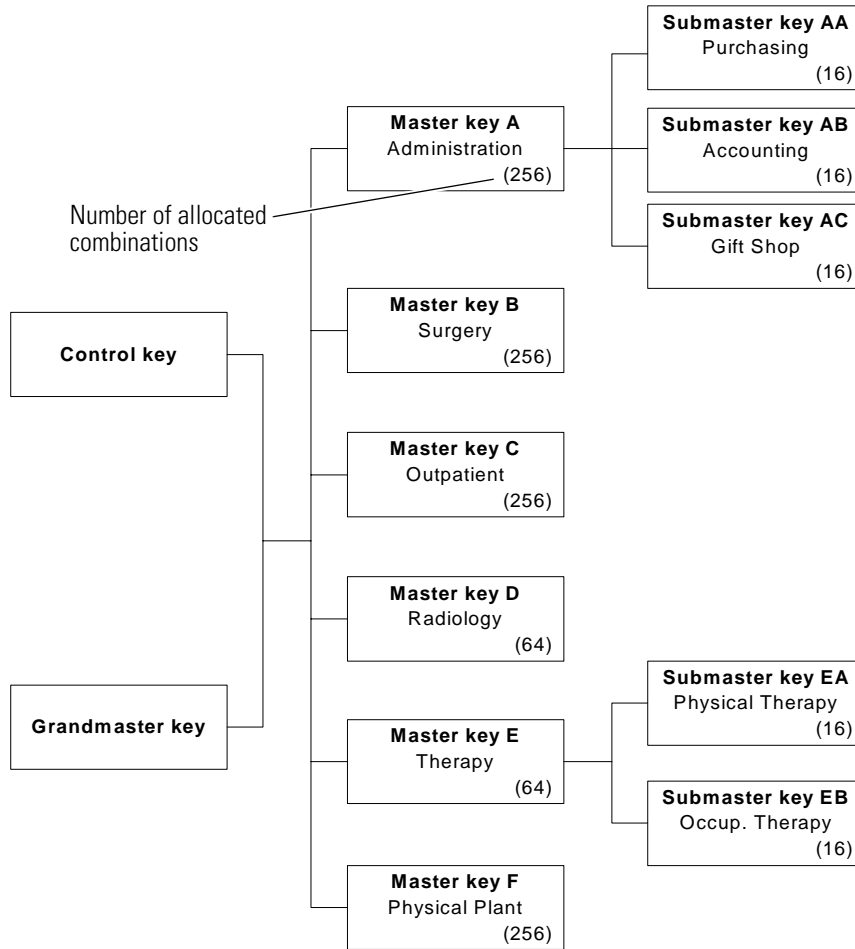 Submaster key AA
Purchasing
(16)
Master key A
Administration
(256)
Submaster key AB
Accounting
(16)
Number of allocated
combinations
Submaster key AC
Gift Shop
(16)
Master key B
Surgery
(256)
Control key
Master key C
Outpatient
(256)
Master key D
Radiology
(64)
Grandmaster key
Submaster key EA
Physical Therapy
(16)
Master key E
Therapy
(64)
Submaster key EB
Occup. Therapy
(16)
Master key F
Physical Plant
(256)